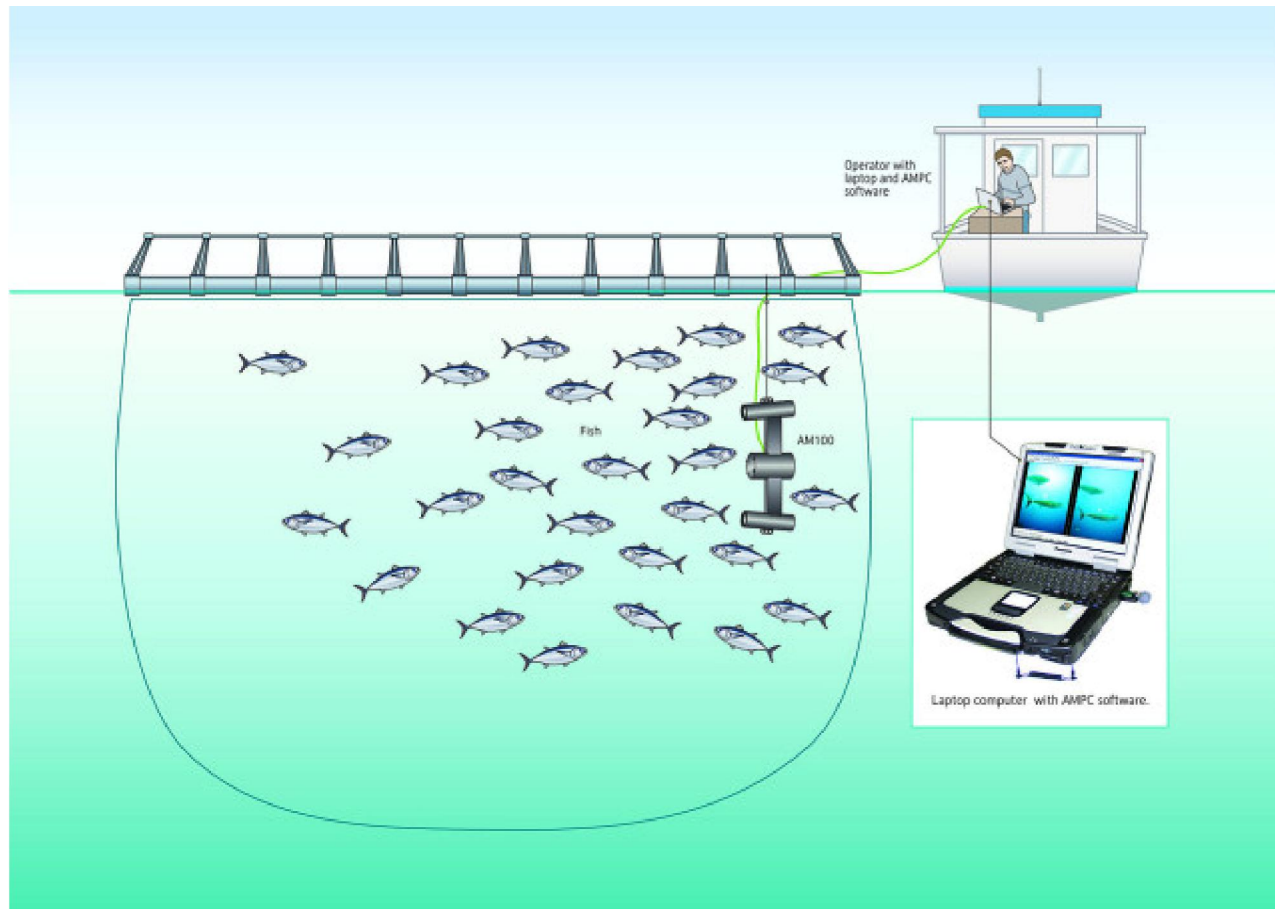 Operator with
laptop and AMPC
software
Fish
AM100
Laptop computer with AMPC software.